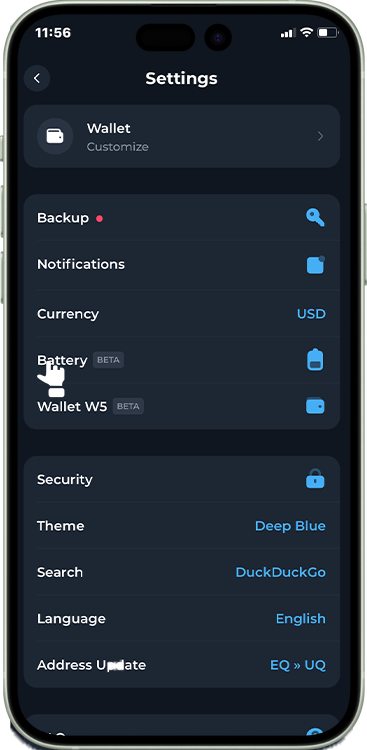 11:56
Settings
Wallet
Customize
Backup
Notifications
Currency USD
Battery BETA
Wallet W5 BETA
Security
Theme Deep Blue
Search DuckDuckGo
Language English
Address Update EQ » UQ